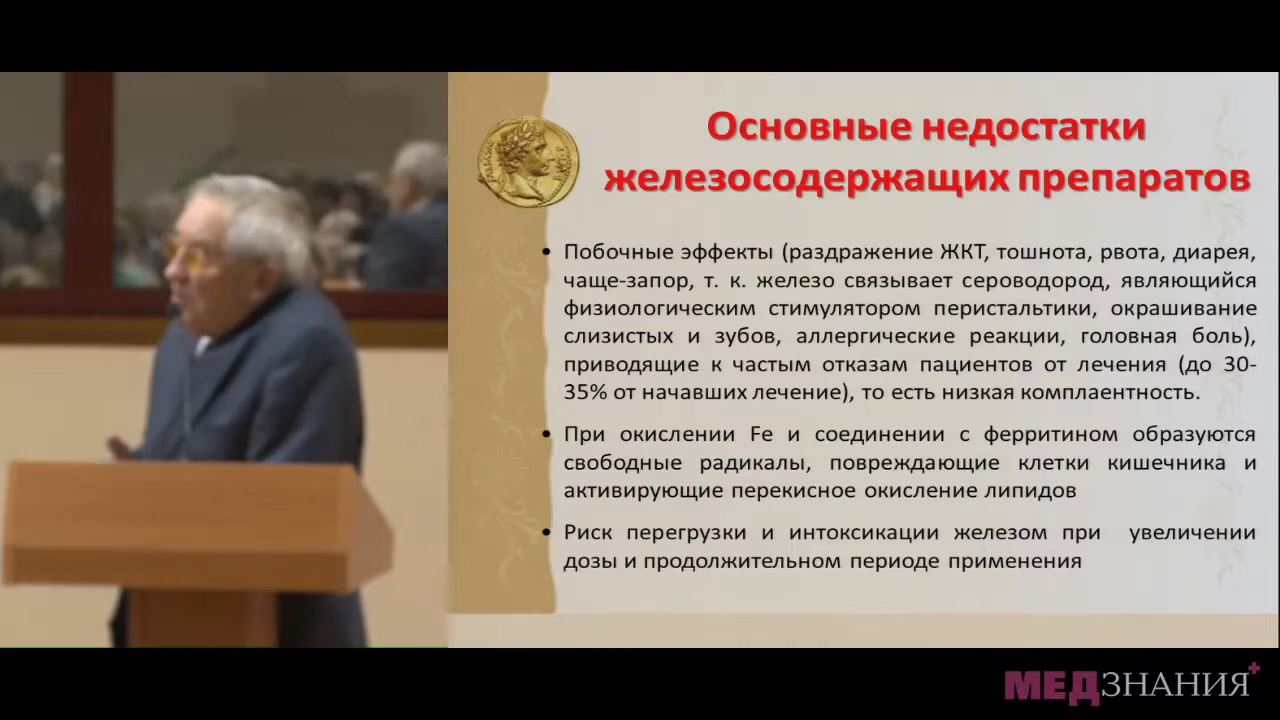 Основные недостатки
железосодержащих препаратов
• Побочные эффекты (раздражение ЖКТ, тошнота, рвота, диарея,
чаще-запор, т. к. железо связывает сероводород, являющийся
физиологическим стимулятором перистальтики, окрашивание
слизистых и зубов, аллергические реакции, головная боль),
приводящие к частым отказам пациентов от лечения (до 30-
35% от начавших лечение), то есть низкая комплаентность.
• При окислении Fe и соединении с ферритином образуются
свободные радикалы, повреждающие клетки кишечника и
активирующие перекисное окисление липидов
• Риск перегрузки и интоксикации железом при увеличении
дозы и продолжительном периоде применения
МЕДЗНАНИЯ+